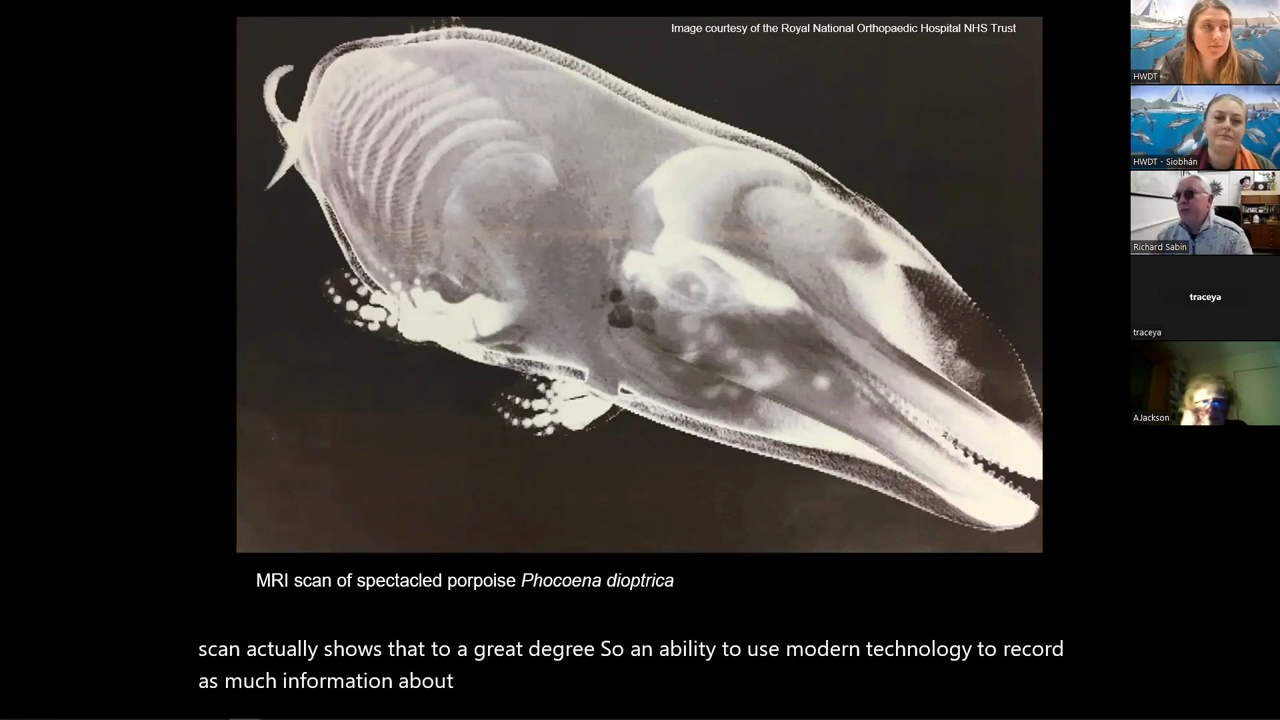 Image courtesy of the Royal National Orthopaedic Hospital NHS Trust
HWDT -
HWDT - Siobhán
Richard Sabin
traceya
traceya
AJackson
MRI scan of spectacled porpoise Phocoena dioptrica
scan actually shows that to a great degree So an ability to use modern technology to record
as much information about